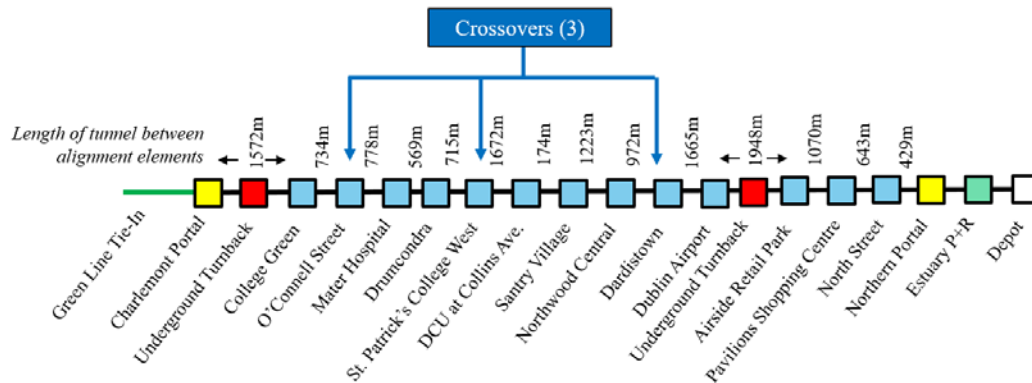 Crossovers (3)
Length of tunnel between
alignment elements
1572m
734m
778m
569m
715m
1672m
174m
1223m
972m
1665m
1948m
1070m
643m
429m
Green Line Tie-In
Charlemont Portal
Underground Turnback
College Green
O’Connell Street
Mater Hospital
Drumcondra
St. Patrick’s College West
DCU at Collins Ave.
Santry Village
Northwood Central
Dardistown
Dublin Airport
Underground Turnback
Airside Retail Park
Pavilions Shopping Centre
North Street
Northern Portal
Estuary P+R
Depot